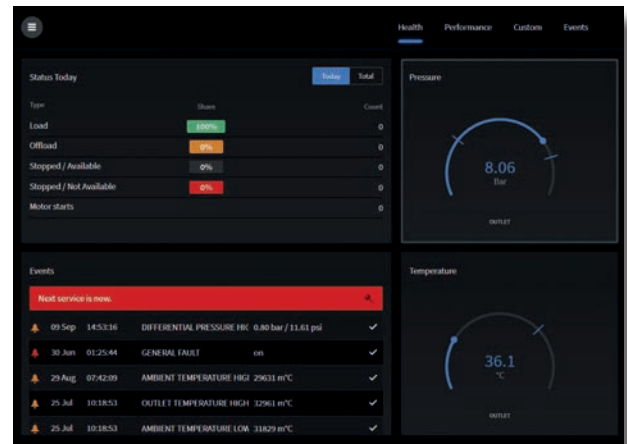 Health Performance Custom Events
Status Today
Today Total
Type Share Count
Load 100% 0
Offload 0% 0
Stopped / Available 0% 0
Stopped / Not Available 0% 0
Motor starts 0
Pressure
8.06
Bar
OUTLET
Events
Next service is now.
09 Sep 14:53:16 DIFFERENTIAL PRESSURE HIC 0.80 bar / 11.61 psi
30 Jun 01:25:44 GENERAL FAULT on
29 Aug 07:42:09 AMBIENT TEMPERATURE HIGI 29631 m°C
25 Jul 10:18:53 OUTLET TEMPERATURE HIGH 32961 m°C
25 Jul 10:18:53 AMBIENT TEMPERATURE LOW 31829 m°C
Temperature
36.1
°C
OUTLET